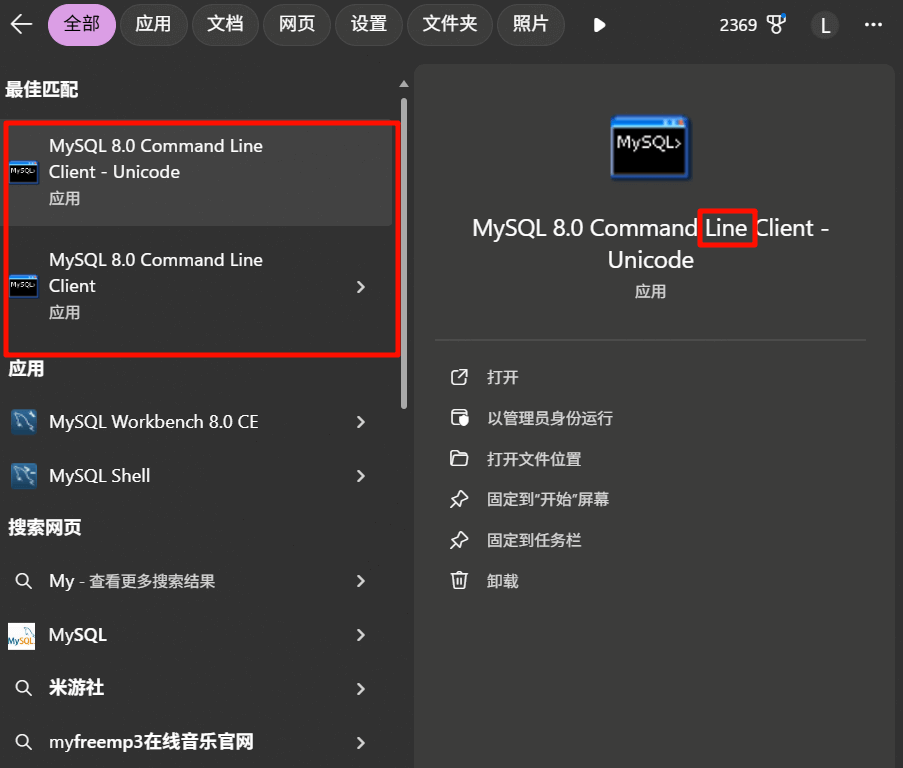 全部 应用 文档 网页 设置 文件夹 照片 2369 L
最佳匹配
MySQL 8.0 Command Line
Client - Unicode
应用
MySQL 8.0 Command Line
Client
应用
应用
MySQL Workbench 8.0 CE
MySQL Shell
搜索网页
My - 查看更多搜索结果
MySQL
米游社
myfreemp3在线音乐官网
MySQL>
MySQL 8.0 Command Line Client -
Unicode
应用
打开
以管理员身份运行
打开文件位置
固定到"开始"屏幕
固定到任务栏
卸载